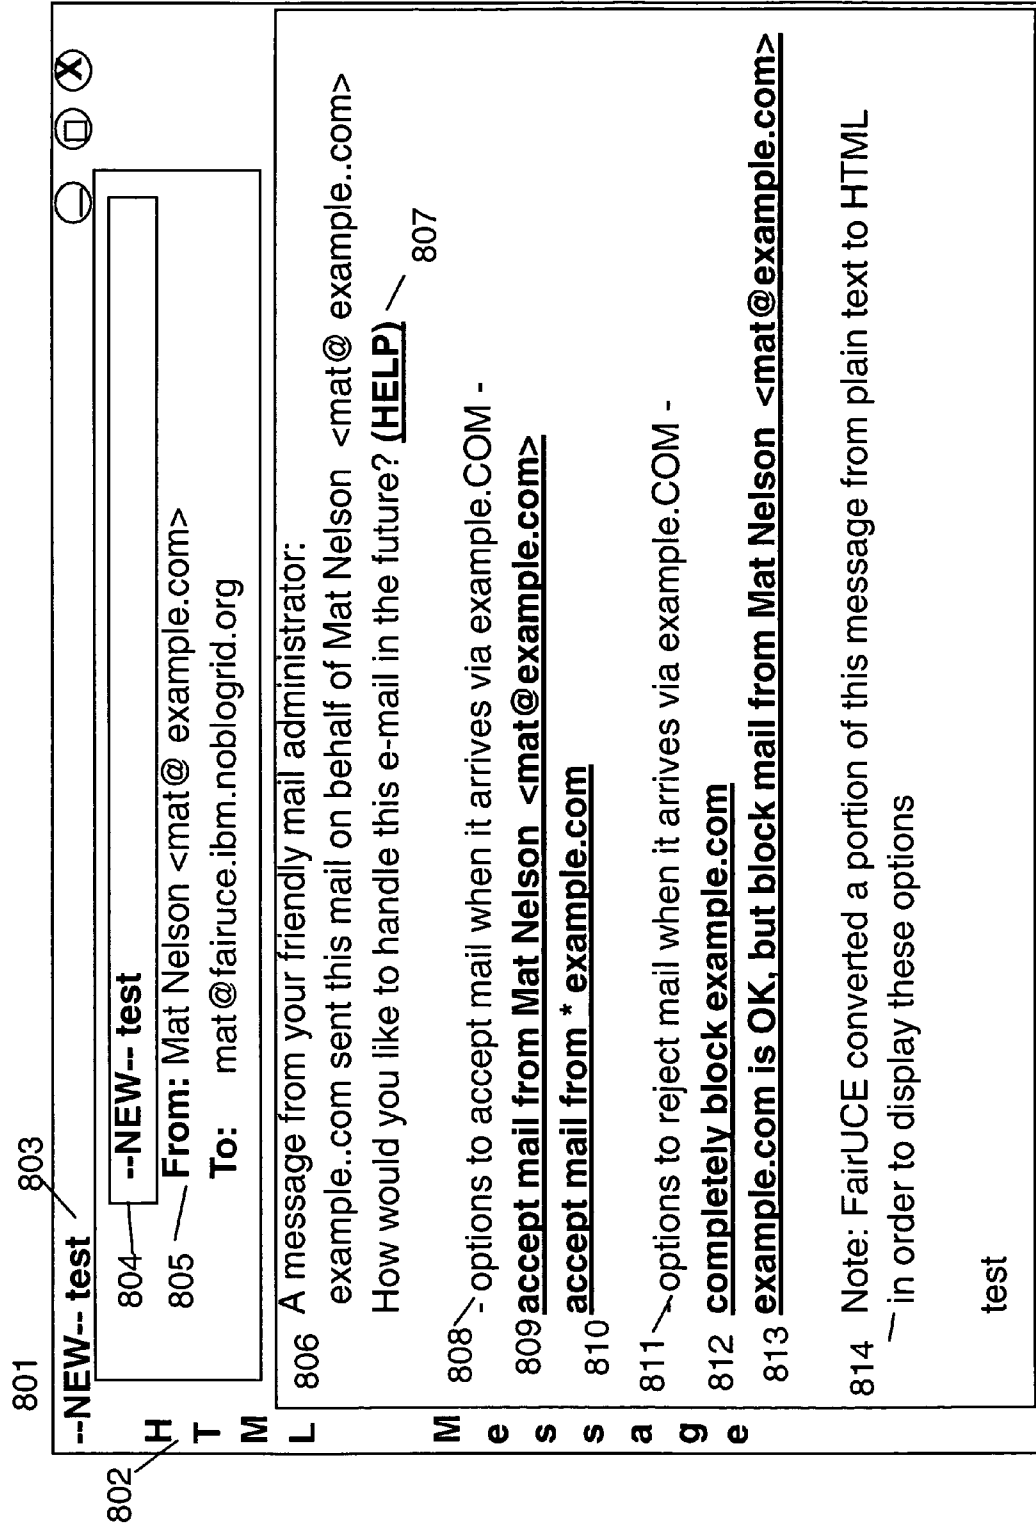 801
803
--NEW-- test
802
H
T
M
L
M
e
s
s
a
g
e
X
804
--NEW-- test
805
From: Mat Nelson <mat@ example.com>
To: mat@fairuce.ibm.noblogrid.org
806 A message from your friendly mail administrator:
example..com sent this mail on behalf of Mat Nelson <mat@ example..com>
How would you like to handle this e-mail in the future? (HELP)
807
808 - options to accept mail when it arrives via example.COM -
809 accept mail from Mat Nelson <mat@example.com>
810 accept mail from * example.com
811 - options to reject mail when it arrives via example.COM -
812 completely block example.com
813 example.com is OK, but block mail from Mat Nelson <mat@example.com>
814 Note: FairUCE converted a portion of this message from plain text to HTML
in order to display these options
test